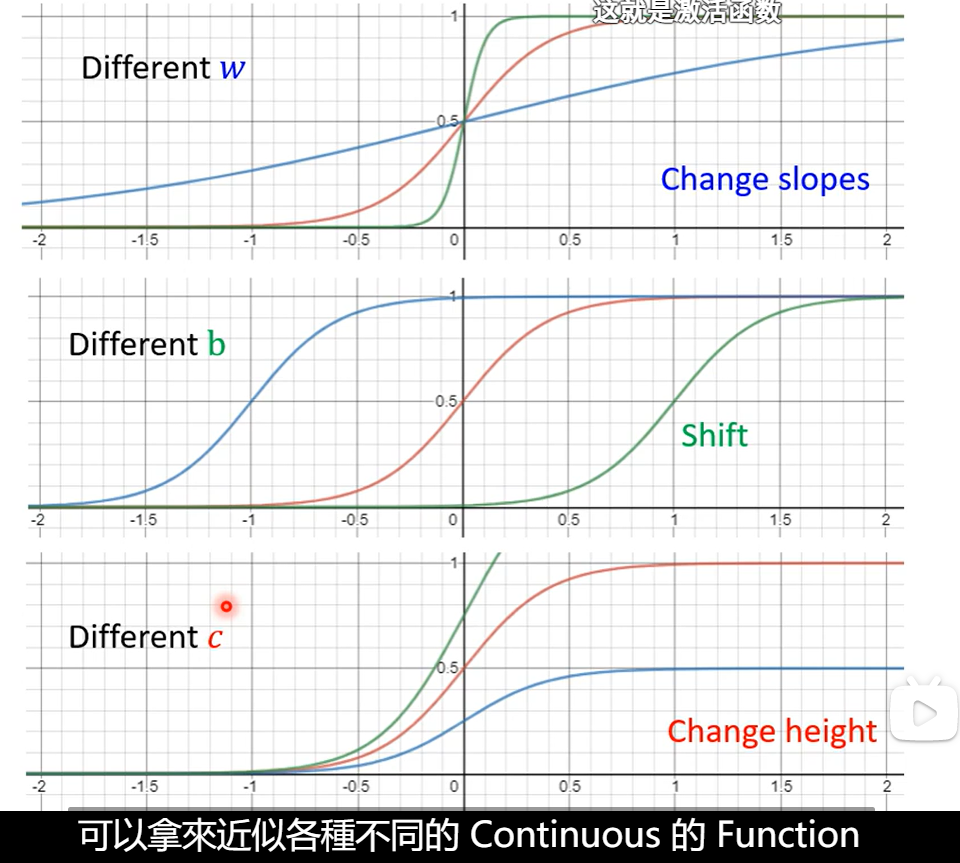 这就是激活函数
1
Different w
0.5
Change slopes
-2 -1.5 -1 -0.5 0 0.5 1 1.5 2
1
Different b
0.5
Shift
-2 -1.5 -1 -0.5 0 0.5 1 1.5 2
1
Different c
0.5
Change height
-2 -1.5 -1 -0.5 0 0.5 1 1.5 2
可以拿來近似各種不同的 Continuous 的 Function